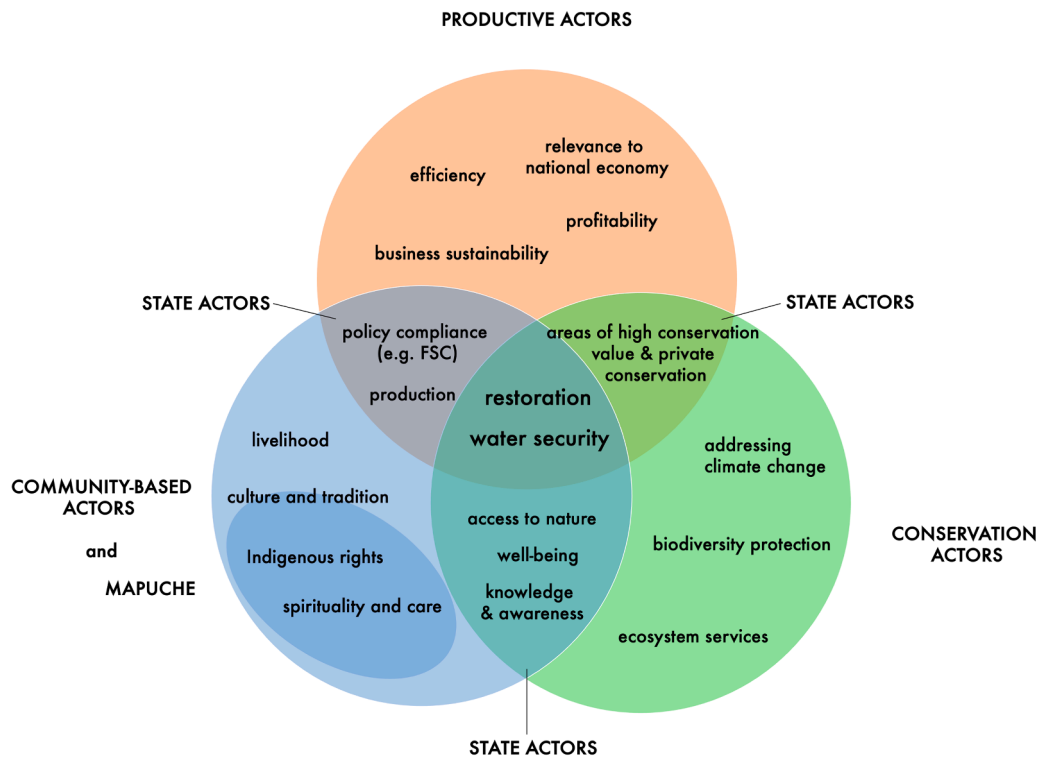 PRODUCTIVE ACTORS
relevance to
national economy
efficiency
profitability
business sustainability
STATE ACTORS
STATE ACTORS
policy compliance
(e.g. FSC)
production
areas of high conservation
value & private
conservation
restoration
water security
livelihood
culture and tradition
Indigenous rights
spirituality and care
COMMUNITY-BASED
ACTORS
and
MAPUCHE
access to nature
well-being
knowledge
& awareness
addressing
climate change
biodiversity protection
ecosystem services
CONSERVATION
ACTORS
STATE ACTORS